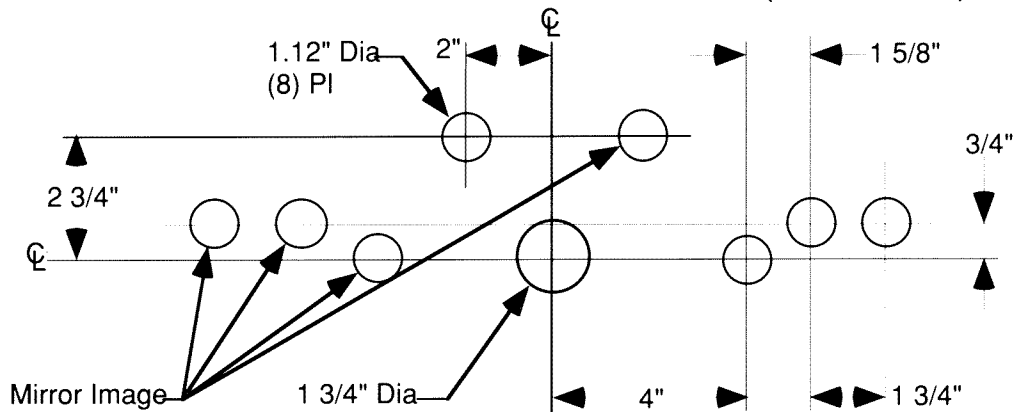 ℄
1.12" Dia
(8) Pl
2"
1 5/8"
3/4"
2 3/4"
℄
Mirror Image
1 3/4" Dia
4"
1 3/4"